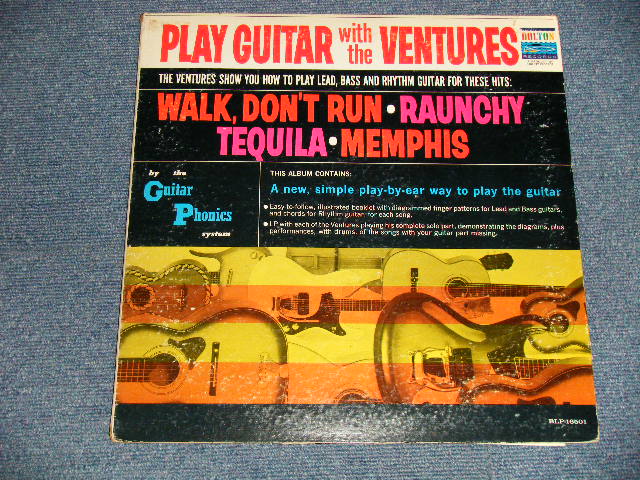 PLAY GUITAR with the VENTURES
DOLTON
RECORDS
THE VENTURES SHOW YOU HOW TO PLAY LEAD, BASS AND RHYTHM GUITAR FOR THESE HITS:
WALK, DON'T RUN • RAUNCHY
TEQUILA • MEMPHIS
by the
Guitar
Phonics
system
THIS ALBUM CONTAINS:
A new, simple play-by-ear way to play the guitar
• Easy-to-follow, illustrated booklet with diagrammed finger patterns for Lead and Bass guitars,
and chords for Rhythm guitar, for each song.
• LP with each of the Ventures playing his complete solo part, demonstrating the diagrams, plus
performances, with drums, of the songs with your guitar part missing.
BLP-16501